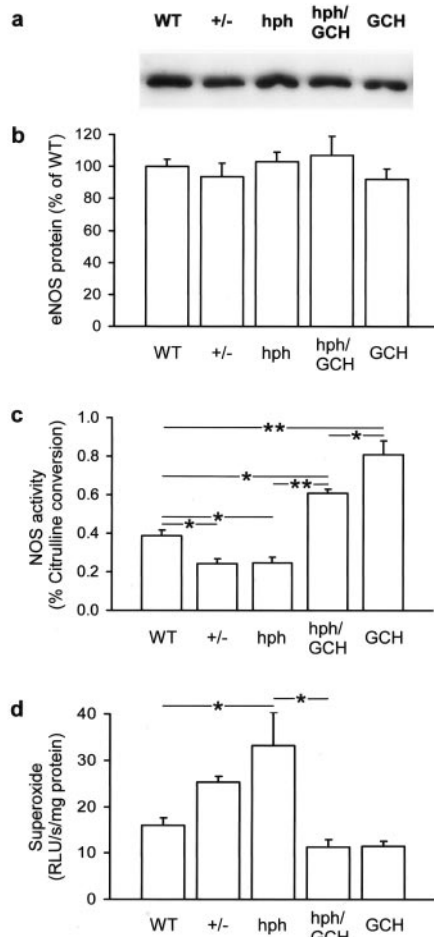 a
WT +/- hph hph/GCH GCH
b
eNOS protein (% of WT)
120
100
80
60
40
20
0
WT +/- hph hph/GCH GCH
c
NOS activity
(% Citrulline conversion)
1.0
0.8
0.6
0.4
0.2
0.0
**
*
*
**
*
*
WT +/- hph hph/GCH GCH
d
Superoxide
(RLU/s/mg protein)
40
30
20
10
0
*
*
WT +/- hph hph/GCH GCH